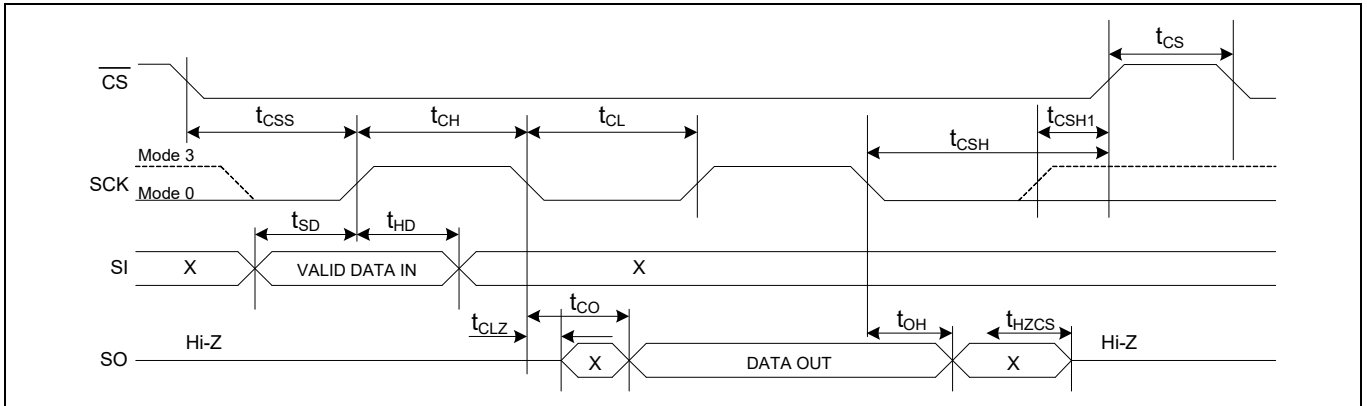 tCS
CS
tCSS tCH tCL tCSH1
tCSH
Mode 3
SCK
Mode 0
tSD tHD
SI X VALID DATA IN X
tCO
tCLZ tOH tHZCS
Hi-Z Hi-Z
SO X DATA OUT X